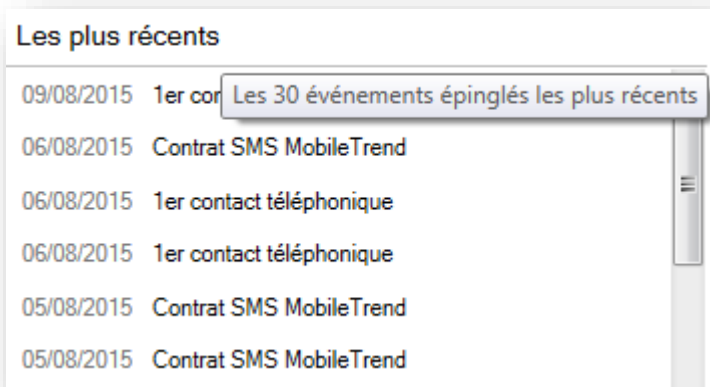 Les plus récents
09/08/2015 1er cor Les 30 événements épinglés les plus récents
06/08/2015 Contrat SMS MobileTrend
06/08/2015 1er contact téléphonique
06/08/2015 1er contact téléphonique
05/08/2015 Contrat SMS MobileTrend
05/08/2015 Contrat SMS MobileTrend